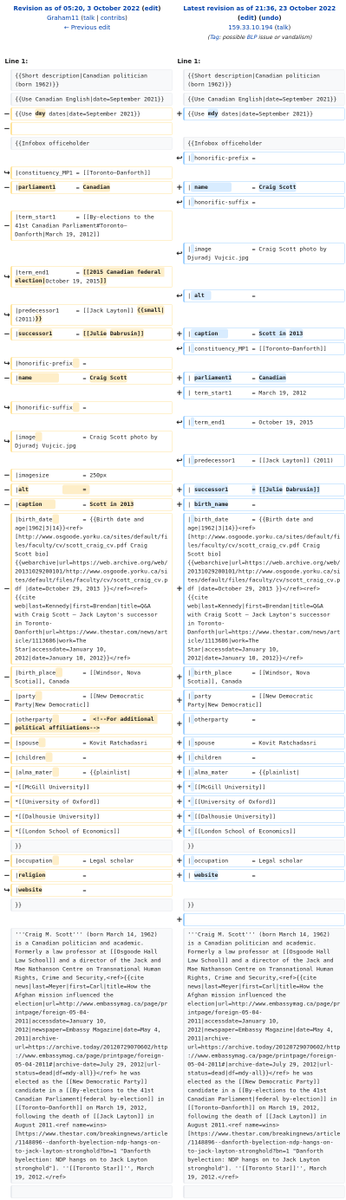 Revision as of 05:20, 3 October 2022 (edit)
Graham11 (talk | contribs)
← Previous edit
Latest revision as of 21:36, 23 October 2022
(edit) (undo)
159.33.10.194 (talk)
(Tag: possible BLP issue or vandalism)
Line 1:
Line 1:
{{Short description|Canadian politician
(born 1962)}}
{{Short description|Canadian politician
(born 1962)}}
{{Use Canadian English|date=September 2021}}
{{Use Canadian English|date=September 2021}}
− {{Use dmy dates|date=September 2021}}
+ {{Use mdy dates|date=September 2021}}
−
{{Infobox officeholder
{{Infobox officeholder
| honorific-prefix =
|constituency_MP1 = [[Toronto—Danforth]]
− |parliament1 = Canadian
+ | name = Craig Scott
| honorific-suffix =
− |term_start1 = [[By-elections to the
41st Canadian Parliament#Toronto—
Danforth|March 19, 2012]]
| image = Craig Scott photo by
Djuradj Vujcic.jpg
|term_end1 = [[2015 Canadian federal
election|October 19, 2015]]
| alt =
|predecessor1 = [[Jack Layton]] {{small|
(2011)}}
− |successor1 = [[Julie Dabrusin]]
+ | caption = Scott in 2013
| constituency_MP1 = [[Toronto—Danforth]]
|honorific-prefix =
− |name = Craig Scott
+ | parliament1 = Canadian
+ | term_start1 = March 19, 2012
|honorific-suffix =
| term_end1 = October 19, 2015
|image = Craig Scott photo by
Djuradj Vujcic.jpg
| predecessor1 = [[Jack Layton]] (2011)
− |imagesize = 250px
− |alt =
+ | successor1 = [[Julie Dabrusin]]
− |caption = Scott in 2013
+ | birth_name =
− |birth_date = {{Birth date and
age|1962|3|14}}<ref>
[http://www.osgoode.yorku.ca/sites/default/fi
les/faculty/cv/scott_craig_cv.pdf Craig
Scott bio]
{{webarchive|url=https://web.archive.org/web/
20131029200101/http://www.osgoode.yorku.ca/si
tes/default/files/faculty/cv/scott_craig_cv.p
df |date=October 29, 2013 }}</ref><ref>
{{cite
web|last=Kennedy|first=Brendan|title=Q&A
with Craig Scott — Jack Layton's successor
in Toronto-
Danforth|url=https://www.thestar.com/news/art
icle/1113686|work=The
Star|accessdate=January 10,
2012|date=January 10, 2012}}</ref>
+ | birth_date = {{Birth date and
age|1962|3|14}}<ref>
[http://www.osgoode.yorku.ca/sites/default/fi
les/faculty/cv/scott_craig_cv.pdf Craig
Scott bio]
{{webarchive|url=https://web.archive.org/web/
20131029200101/http://www.osgoode.yorku.ca/si
tes/default/files/faculty/cv/scott_craig_cv.p
df |date=October 29, 2013 }}</ref><ref>
{{cite
web|last=Kennedy|first=Brendan|title=Q&A
with Craig Scott — Jack Layton's successor
in Toronto-
Danforth|url=https://www.thestar.com/news/art
icle/1113686|work=The
Star|accessdate=January 10,
2012|date=January 10, 2012}}</ref>
− |birth_place = [[Windsor, Nova
Scotia]], Canada
+ | birth_place = [[Windsor, Nova
Scotia]], Canada
− |party = [[New Democratic
Party|New Democratic]]
+ | party = [[New Democratic
Party|New Democratic]]
− |otherparty = <!--For additional
political affiliations-->
+ | otherparty =
− |spouse = Kovit Ratchadasri
+ | spouse = Kovit Ratchadasri
− |children =
+ | children =
− |alma_mater = {{plainlist|
+ | alma_mater = {{plainlist|
− *[[McGill University]]
+ * [[McGill University]]
− *[[University of Oxford]]
+ * [[University of Oxford]]
− *[[Dalhousie University]]
+ * [[Dalhousie University]]
− *[[London School of Economics]]
+ * [[London School of Economics]]
}}
}}
− |occupation = Legal scholar
+ | occupation = Legal scholar
− |religion =
+ | website =
|website =
}}
}}
+
'''Craig M. Scott''' (born March 14, 1962)
is a Canadian politician and academic.
Formerly a law professor at [[Osgoode Hall
Law School]] and a director of the Jack and
Mae Nathanson Centre on Transnational Human
Rights, Crime and Security,<ref>{{cite
news|last=Meyer|first=Carl|title=How the
Afghan mission influenced the
election|url=http://www.embassymag.ca/page/pr
intpage/foreign-05-04-
2011|accessdate=January 10,
2012|newspaper=Embassy Magazine|date=May 4,
2011|archive-
url=https://archive.today/20120729070602/http
://www.embassymag.ca/page/printpage/foreign-
05-04-2011#|archive-date=July 29, 2012|url-
status=dead|df=mdy-all}}</ref> he was
elected as the [[New Democratic Party]]
candidate in a [[By-elections to the 41st
Canadian Parliament|federal by-election]] in
[[Toronto—Danforth]] on March 19, 2012,
following the death of [[Jack Layton]] in
August 2011.<ref name=wins>
[https://www.thestar.com/breakingnews/article
/1148896--danforth-byelection-ndp-hangs-on-
to-jack-layton-stronghold?bn=1 "Danforth
byelection: NDP hangs on to Jack Layton
stronghold"]. ''[[Toronto Star]]'', March
19, 2012.</ref>
'''Craig M. Scott''' (born March 14, 1962)
is a Canadian politician and academic.
Formerly a law professor at [[Osgoode Hall
Law School]] and a director of the Jack and
Mae Nathanson Centre on Transnational Human
Rights, Crime and Security,<ref>{{cite
news|last=Meyer|first=Carl|title=How the
Afghan mission influenced the
election|url=http://www.embassymag.ca/page/pr
intpage/foreign-05-04-
2011|accessdate=January 10,
2012|newspaper=Embassy Magazine|date=May 4,
2011|archive-
url=https://archive.today/20120729070602/http
://www.embassymag.ca/page/printpage/foreign-
05-04-2011#|archive-date=July 29, 2012|url-
status=dead|df=mdy-all}}</ref> he was
elected as the [[New Democratic Party]]
candidate in a [[By-elections to the 41st
Canadian Parliament|federal by-election]] in
[[Toronto—Danforth]] on March 19, 2012,
following the death of [[Jack Layton]] in
August 2011.<ref name=wins>
[https://www.thestar.com/breakingnews/article
/1148896--danforth-byelection-ndp-hangs-on-
to-jack-layton-stronghold?bn=1 "Danforth
byelection: NDP hangs on to Jack Layton
stronghold"]. ''[[Toronto Star]]'', March
19, 2012.</ref>